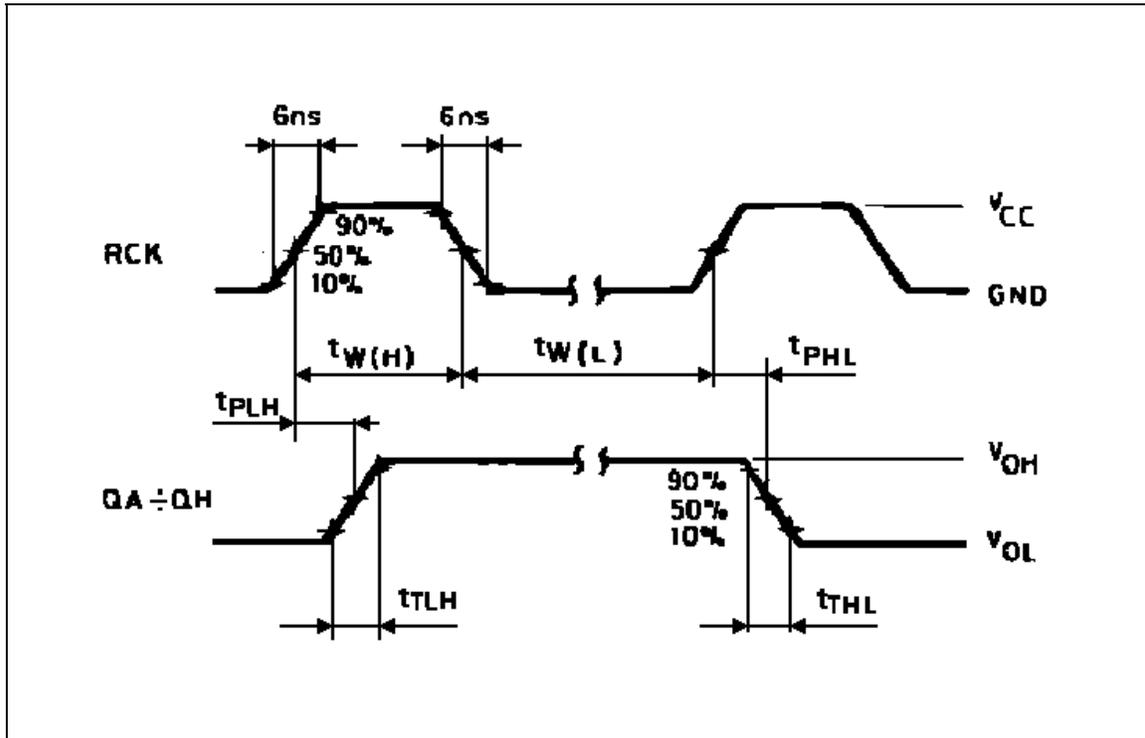 6ns 6ns
90%
50%
10%
RCK
VCC
GND
tW(H) tW(L) tPHL
tPLH
VOH
90%
50%
10%
QA÷QH
VOL
tTLH tTHL